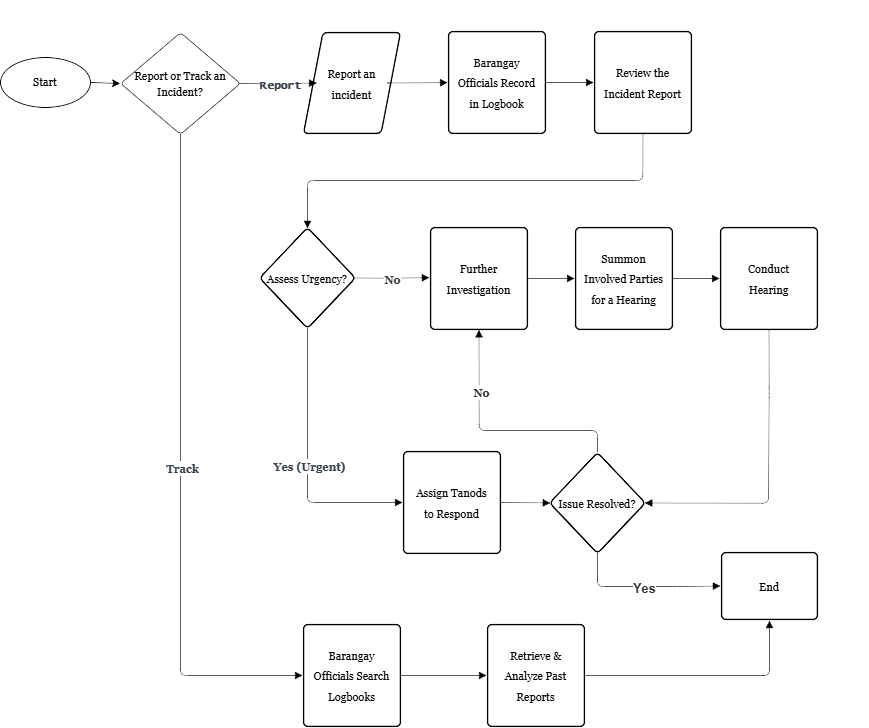 Start
Report or Track an
Incident?
Report
Report an
incident
Barangay
Officials Record
in Logbook
Review the
Incident Report
Assess Urgency?
No
Further
Investigation
Summon
Involved Parties
for a Hearing
Conduct
Hearing
No
Track
Yes (Urgent)
Assign Tanods
to Respond
Issue Resolved?
Yes
End
Barangay
Officials Search
Logbooks
Retrieve &
Analyze Past
Reports